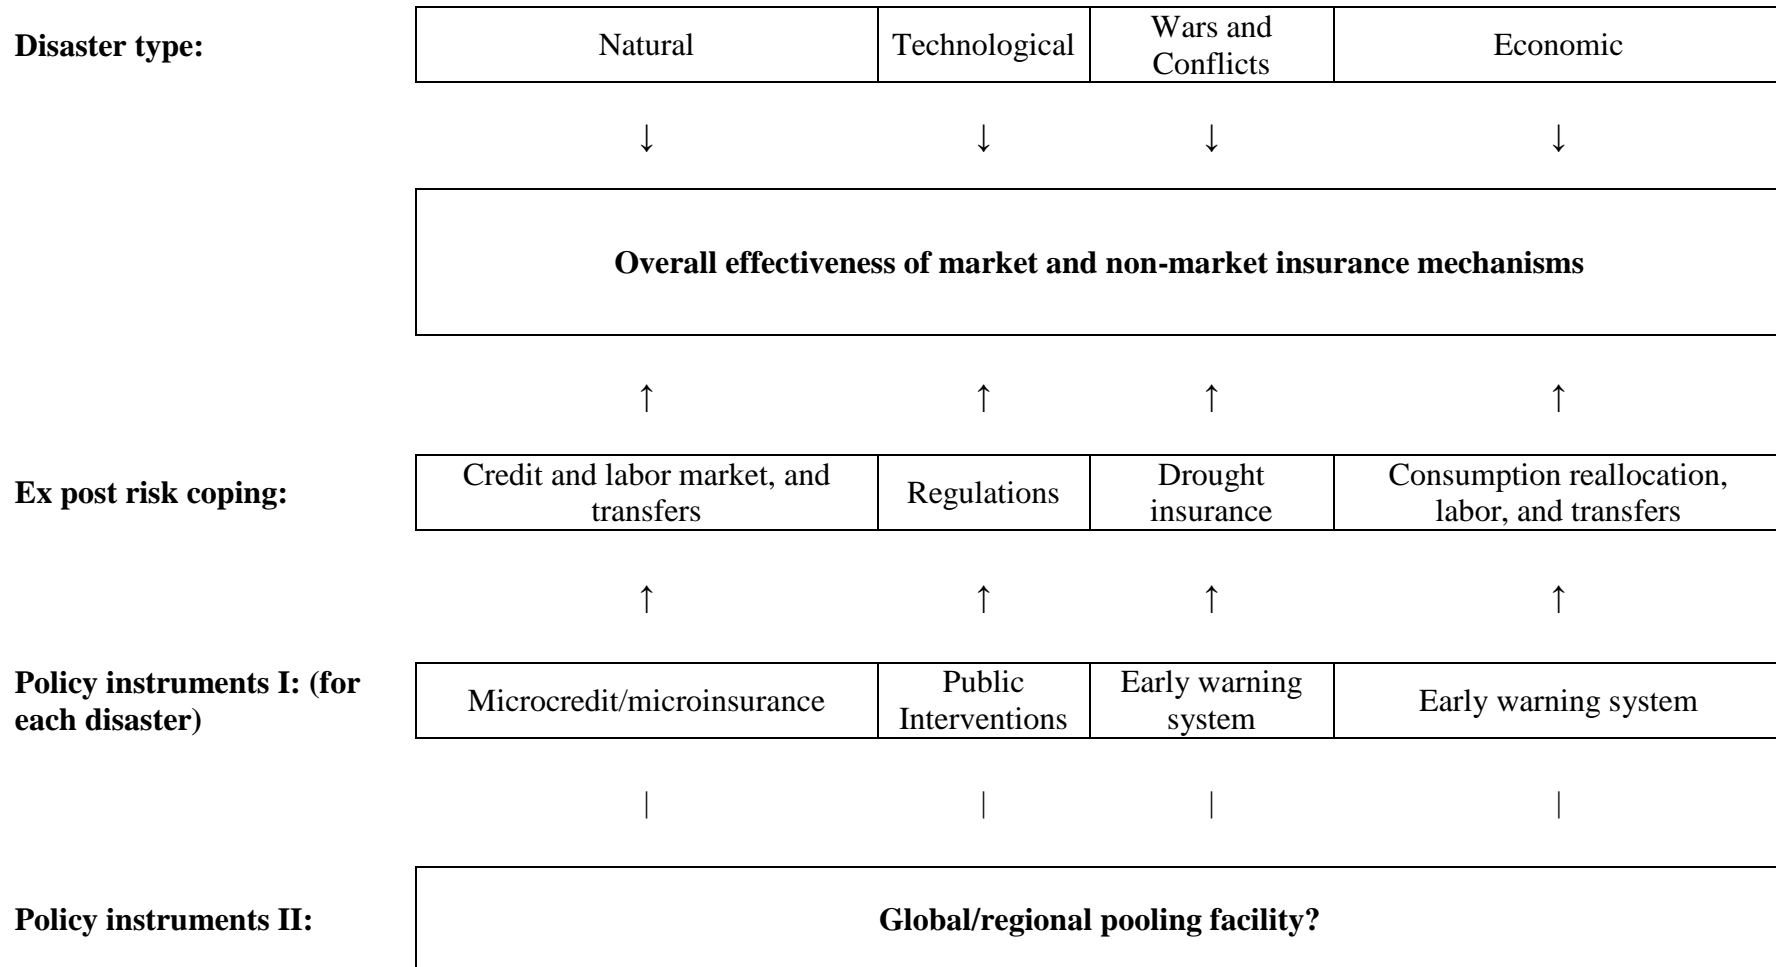 Disaster type:
Natural
Technological
Wars and
Conflicts
Economic
↓ ↓ ↓ ↓
Overall effectiveness of market and non-market insurance mechanisms
↑ ↑ ↑ ↑
Ex post risk coping:
Credit and labor market, and
transfers
Regulations
Drought
insurance
Consumption reallocation,
labor, and transfers
↑ ↑ ↑ ↑
Policy instruments I: (for
each disaster)
Microcredit/microinsurance
Public
Interventions
Early warning
system
Early warning system
| | | |
Policy instruments II:
Global/regional pooling facility?